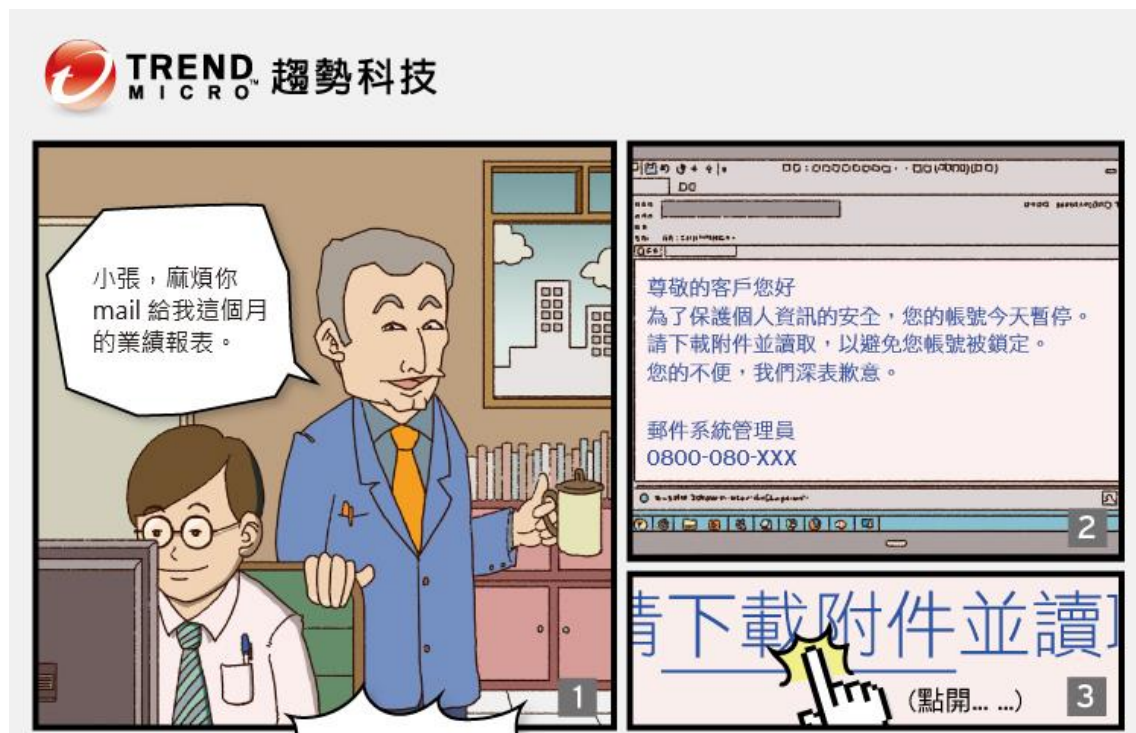 TREND
MICRO™ 趨勢科技
小張，麻煩你
mail 給我這個月
的業績報表。
1
尊敬的客戶您好
為了保護個人資訊的安全，您的帳號今天暫停。
請下載附件並讀取，以避免您帳號被鎖定。
您的不便，我們深表歉意。
郵件系統管理員
0800-080-XXX
2
下載附件並讀
(點開... ...)
3